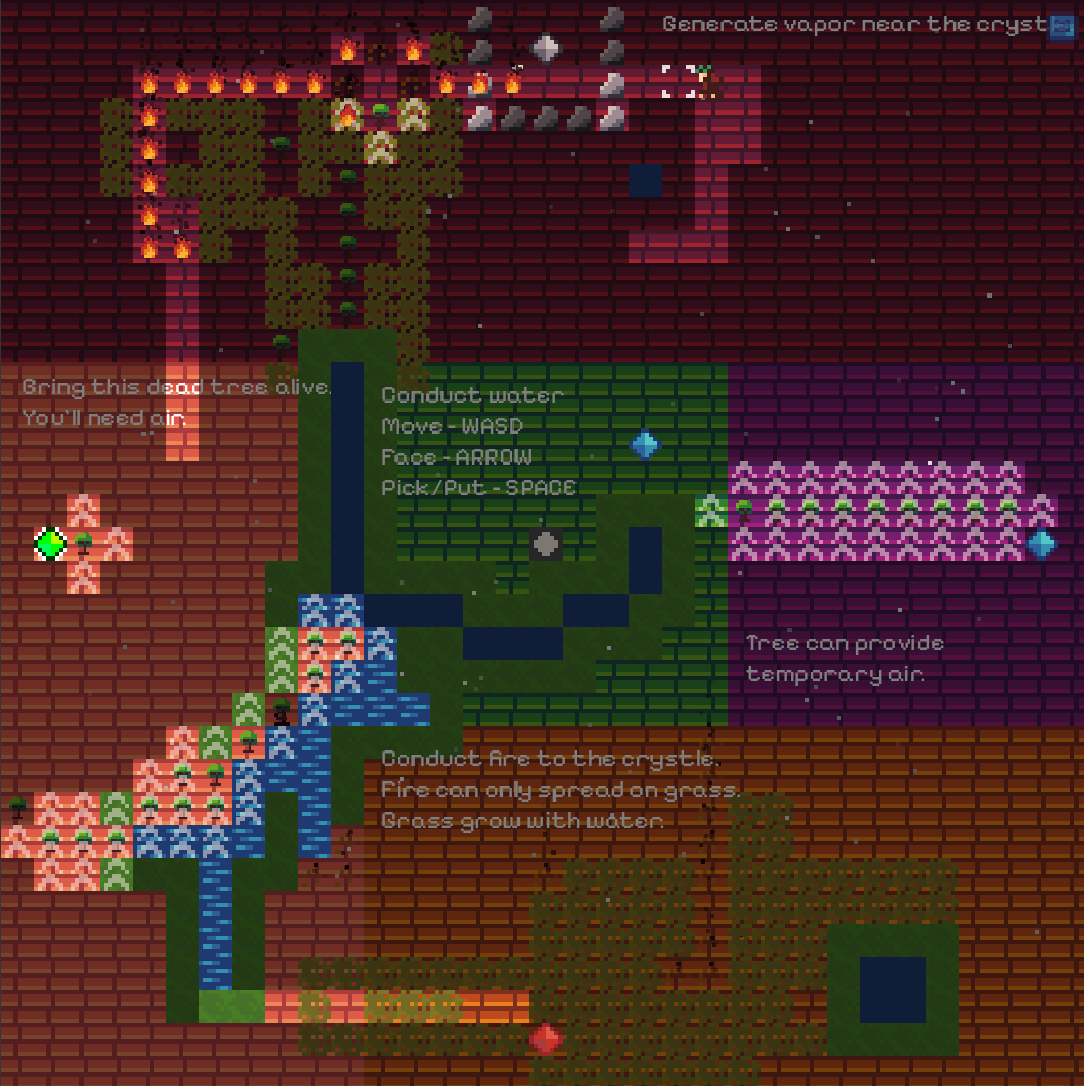 Generate vapor near the cryst
Bring this dead tree alive.
You'll need air.
Conduct water
Move - WASD
Face - ARROW
Pick/Put - SPACE
Tree can provide
temporary air.
Conduct fire to the crystle.
Fire can only spread on grass.
Grass grow with water.